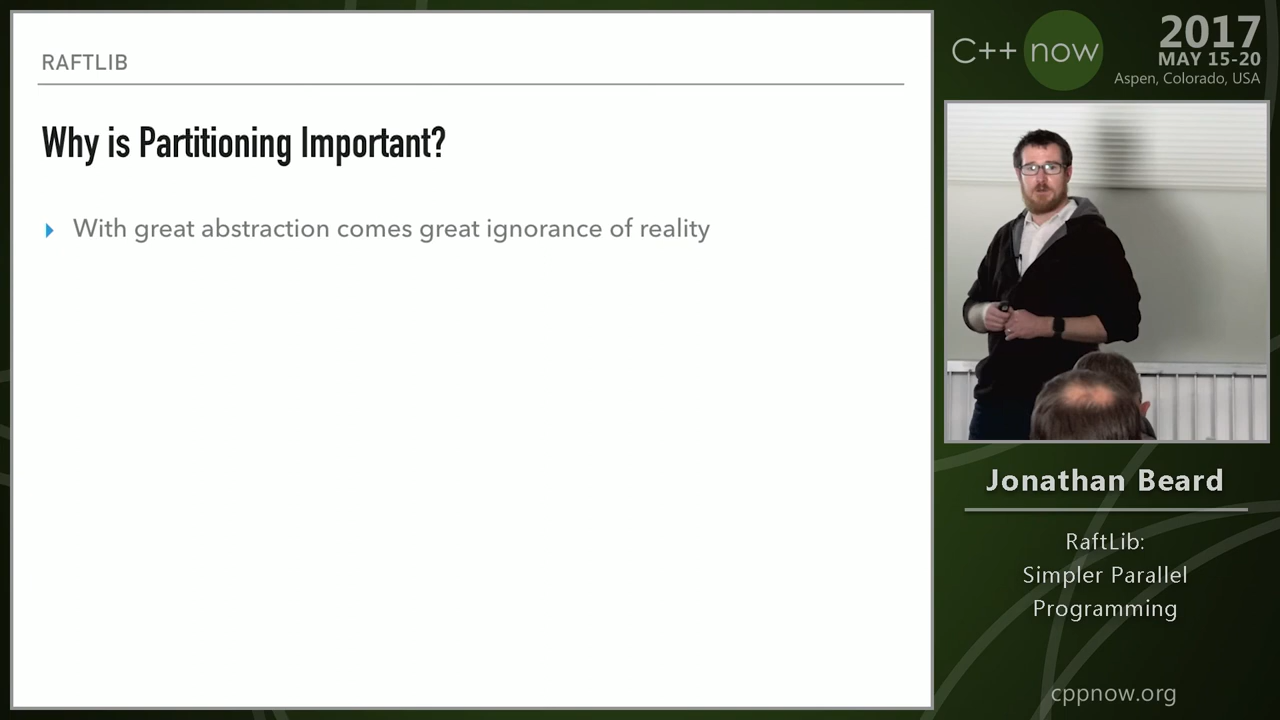 RAFTLIB
Why is Partitioning Important?
With great abstraction comes great ignorance of reality
C++ now
2017
MAY 15-20
Aspen, Colorado, USA
Jonathan Beard
RaftLib:
Simpler Parallel
Programming
cppnow.org